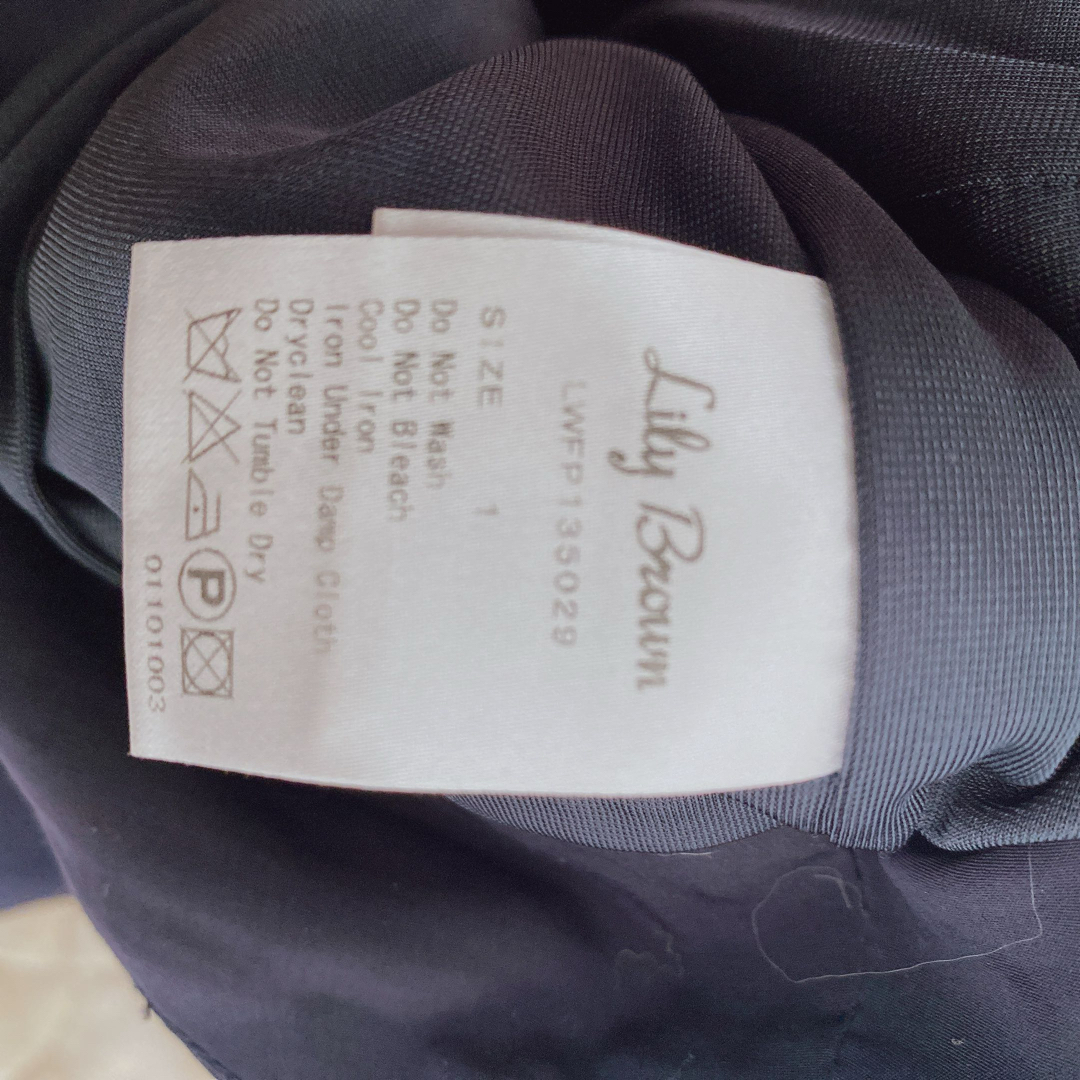 Lily Brown
LWFP135029
SIZE 1
Do Not Wash
Do Not Bleach
Cool Iron
Iron Under Damp Cloth
Dryclean
Do Not Tumble Dry
P
01101003